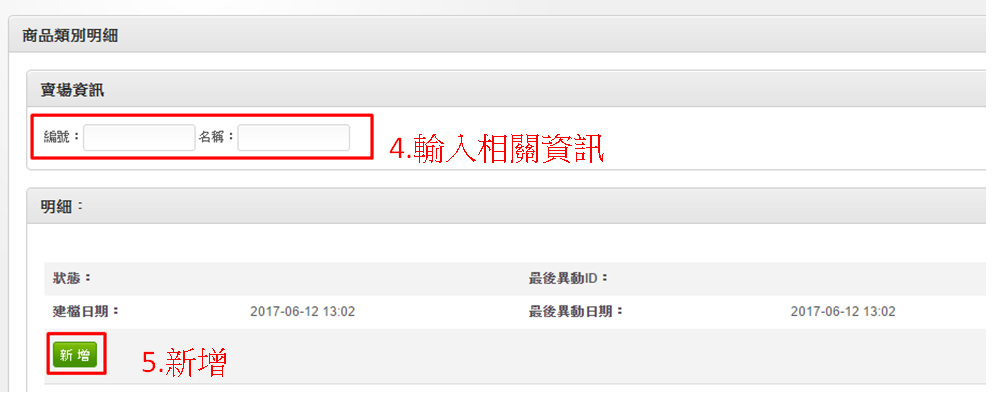 商品類別明細
賣場資訊
編號： 名稱：
4.輸入相關資訊
明細：
狀態： 最後異動ID：
建檔日期： 2017-06-12 13:02 最後異動日期： 2017-06-12 13:02
新增 5.新增